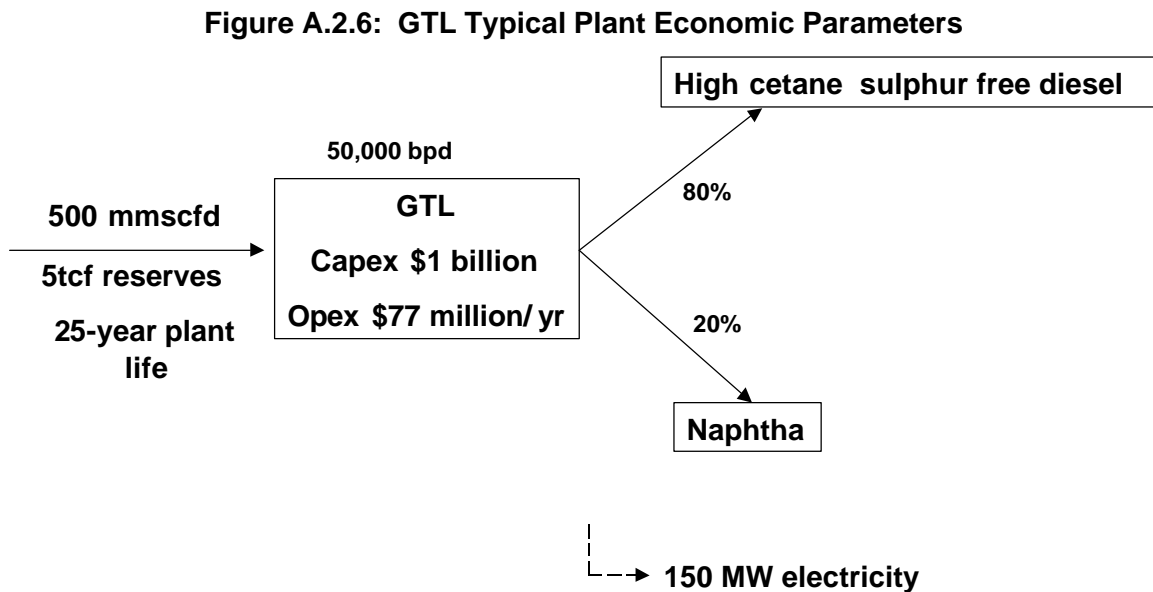 Figure A.2.6: GTL Typical Plant Economic Parameters
High cetane sulphur free diesel
50,000 bpd
80%
500 mmscfd
5tcf reserves
25-year plant
life
GTL
Capex $1 billion
Opex $77 million/ yr
20%
Naphtha
150 MW electricity